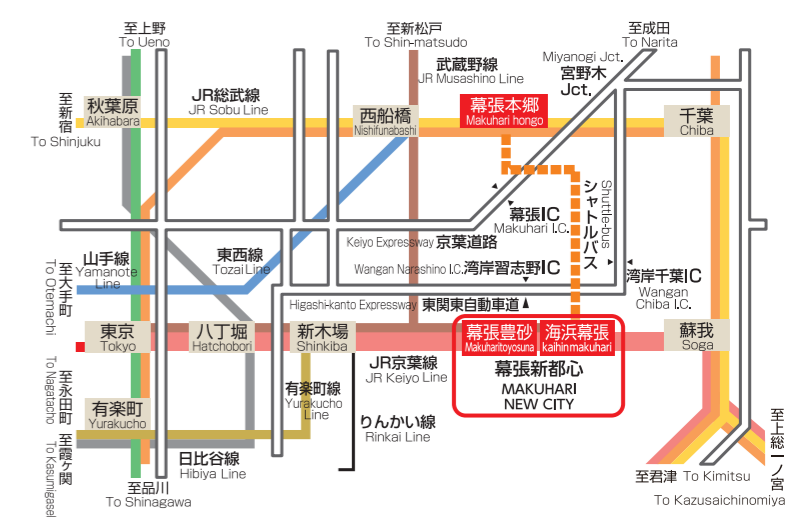 至上野
To Ueno
至新松戸
To Shin-matsudo
至成田
To Narita
Miyanogi Jct.
宮野木
Jct.
武蔵野線
JR Musashino Line
JR総武線
JR Sobu Line
至新宿
To Shinjuku
秋葉原
Akihabara
西船橋
Nishifunabashi
幕張本郷
Makuhari hongo
千葉
Chiba
Shuttle-bus
シャトルバス
幕張IC
Makuhari I.C.
Keiyo Expressway 京葉道路
山手線
Yamanote
Line
東西線
Tozai Line
Wangan Narashino I.C. 湾岸習志野IC
湾岸千葉IC
Wangan
Chiba I.C.
至大手町
To Otemachi
Higashi-kanto Expressway 東関東自動車道
東京
Tokyo
八丁堀
Hatchobori
新木場
Shinkiba
幕張豊砂
Makuharitoyosuna
海浜幕張
kaihinmakuhari
蘇我
Soga
幕張新都心
MAKUHARI
NEW CITY
JR京葉線
JR Keiyo Line
至永田町
To Nagatacho
有楽町
Yurakucho
有楽町線
Yurakucho
Line
りんかい線
Rinkai Line
至霞ヶ関
To Kasumigasel
日比谷線
Hibiya Line
至品川
To Shinagawa
至君津 To Kimitsu
至上総一ノ宮
To Kazusaichinomiya